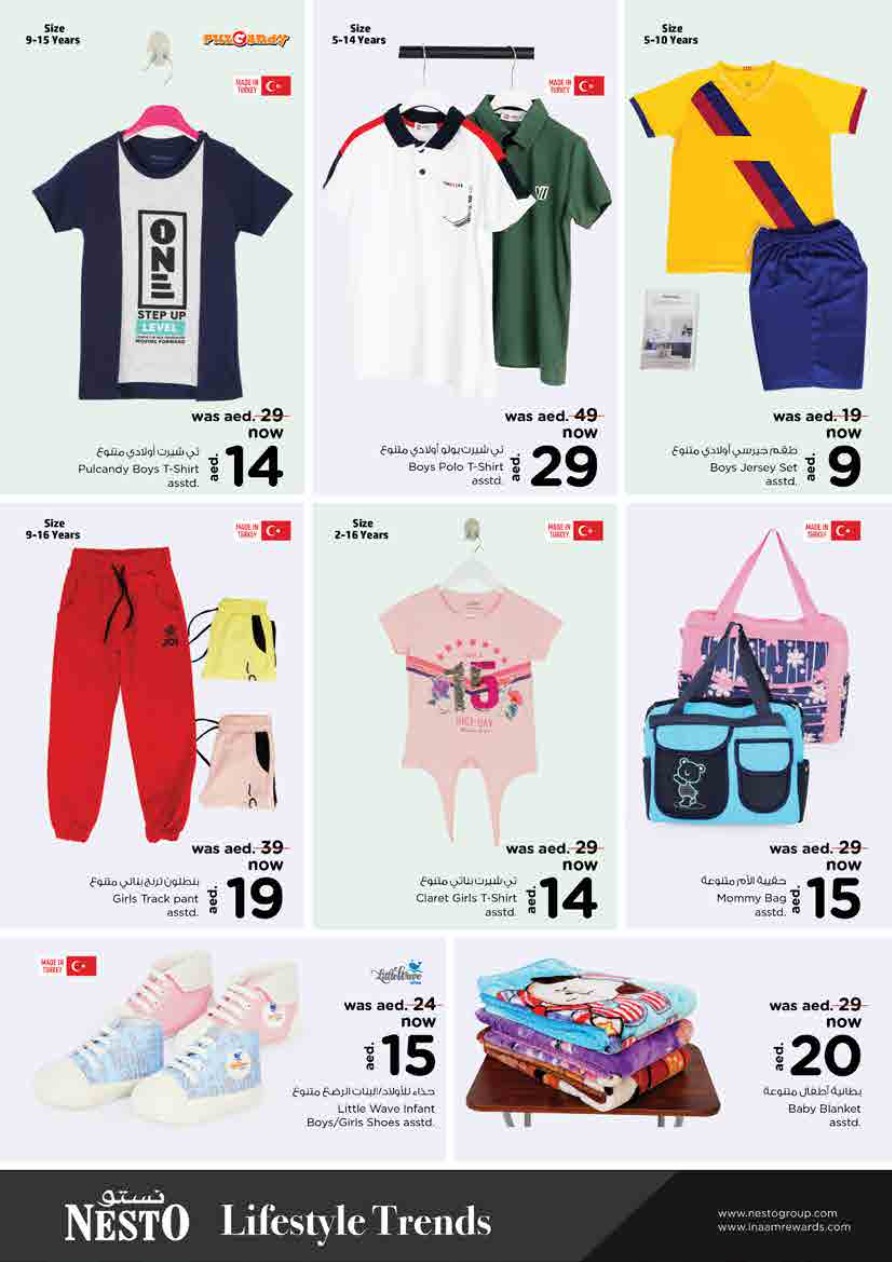 Size
9-15 Years
PULCANDY
MADE IN
TURKEY
ONE
STEP UP
LEVEL
MOVING FORWARD
was aed. 29
now
تي شيرت أولادي متنوع
Pulcandy Boys T-Shirt
asstd.
aed. 14
Size
5-14 Years
MADE IN
TURKEY
was aed. 49
now
تي شيرت بولو أولادي متنوع
Boys Polo T-Shirt
asstd.
aed. 29
Size
5-10 Years
was aed. 19
now
طقم جيرسي أولادي متنوع
Boys Jersey Set
asstd.
aed. 9
Size
9-16 Years
MADE IN
TURKEY
JOI
was aed. 39
now
بنطلون ترنج بناتي متنوع
Girls Track pant
asstd.
aed. 19
Size
2-16 Years
MADE IN
TURKEY
15
was aed. 29
now
تي شيرت بناتي متنوع
Claret Girls T-Shirt
asstd.
aed. 14
MADE IN
TURKEY
was aed. 29
now
حقيبة الأم متنوعة
Mommy Bag
asstd.
aed. 15
MADE IN
TURKEY
Little Wave
was aed. 24
now
aed. 15
حذاء للأولاد/البنات الرضع متنوع
Little Wave Infant
Boys/Girls Shoes asstd.
was aed. 29
now
aed. 20
بطانية أطفال متنوعة
Baby Blanket
asstd.
نستو
NESTO
Lifestyle Trends
www.nestogroup.com
www.inaamrewards.com